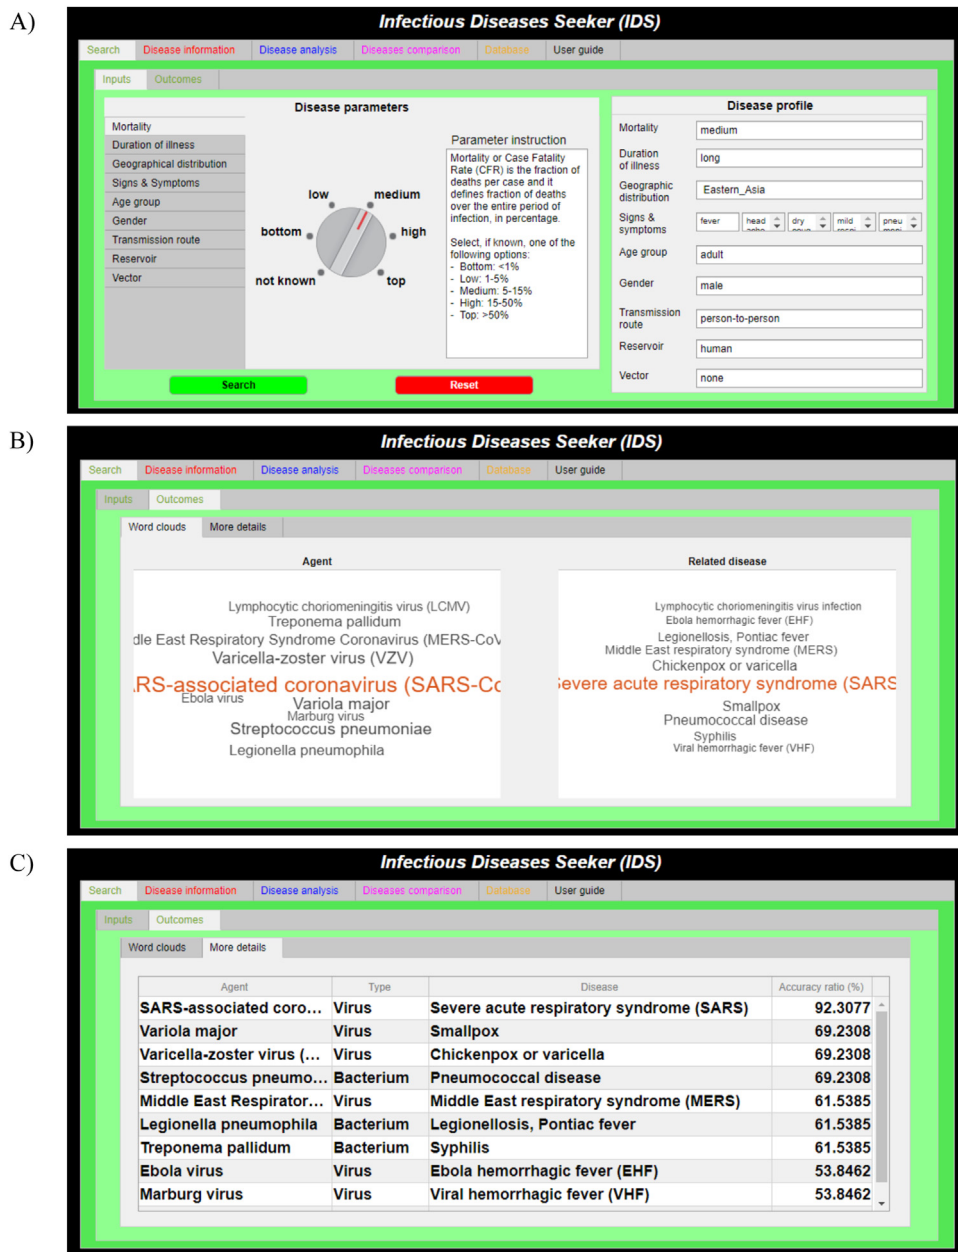 A)
Infectious Diseases Seeker (IDS)
Search Disease information Disease analysis Diseases comparison Database User guide
Inputs Outcomes
Disease parameters
Mortality
Duration of illness
Geographical distribution
Signs & Symptoms
Age group
Gender
Transmission route
Reservoir
Vector
low medium
bottom high
not known top
Parameter instruction
Mortality or Case Fatality
Rate (CFR) is the fraction of
deaths per case and it
defines fraction of deaths
over the entire period of
infection, in percentage.
Select, if known, one of the
following options:
- Bottom: <1%
- Low: 1-5%
- Medium: 5-15%
- High: 15-50%
- Top: >50%
Search Reset
Disease profile
Mortality medium
Duration
of illness long
Geographic
distribution Eastern_Asia
Signs &
symptoms fever head dry mild pneu
Age group adult
Gender male
Transmission
route person-to-person
Reservoir human
Vector none
B)
Infectious Diseases Seeker (IDS)
Search Disease information Disease analysis Diseases comparison Database User guide
Inputs Outcomes
Word clouds More details
Agent
Lymphocytic choriomeningitis virus (LCMV)
Treponema pallidum
dle East Respiratory Syndrome Coronavirus (MERS-CoV
Varicella-zoster virus (VZV)
RS-associated coronavirus (SARS-Co
Ebola virus
Variola major
Marburg virus
Streptococcus pneumoniae
Legionella pneumophila
Related disease
Lymphocytic choriomeningitis virus infection
Ebola hemorrhagic fever (EHF)
Legionellosis, Pontiac fever
Middle East respiratory syndrome (MERS)
Chickenpox or varicella
Severe acute respiratory syndrome (SARS
Smallpox
Pneumococcal disease
Syphilis
Viral hemorrhagic fever (VHF)
C)
Infectious Diseases Seeker (IDS)
Search Disease information Disease analysis Diseases comparison Database User guide
Inputs Outcomes
Word clouds More details
Agent Type Disease Accuracy ratio (%)
SARS-associated coro... Virus Severe acute respiratory syndrome (SARS) 92.3077
Variola major Virus Smallpox 69.2308
Varicella-zoster virus (... Virus Chickenpox or varicella 69.2308
Streptococcus pneumo... Bacterium Pneumococcal disease 69.2308
Middle East Respirator... Virus Middle East respiratory syndrome (MERS) 61.5385
Legionella pneumophila Bacterium Legionellosis, Pontiac fever 61.5385
Treponema pallidum Bacterium Syphilis 61.5385
Ebola virus Virus Ebola hemorrhagic fever (EHF) 53.8462
Marburg virus Virus Viral hemorrhagic fever (VHF) 53.8462